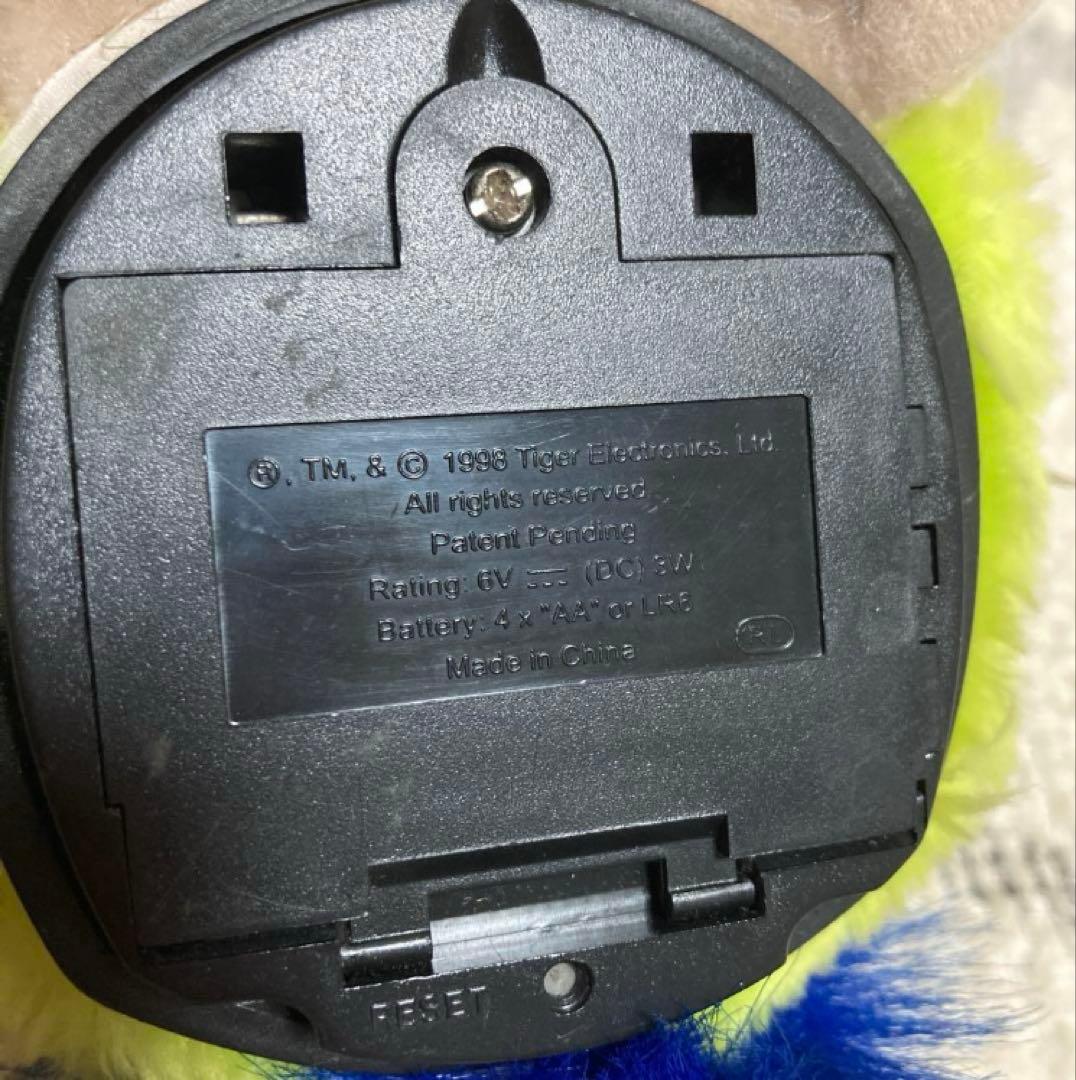 ®, TM, & © 1998 Tiger Electronics, Ltd.
All rights reserved
Patent Pending
Rating: 6V ⎓ (DC) 3W
Battery: 4 x "AA" or LR6
Made in China
RESET